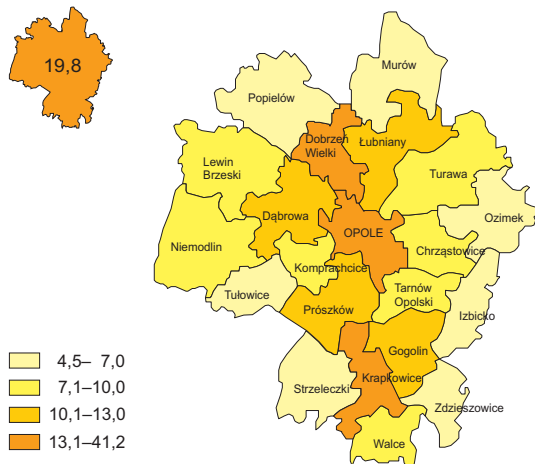 19,8
Murów
Popielów
Dobrzeń
Wielki
Łubniany
Lewin
Brzeski
Turawa
Dąbrowa
Ozimek
OPOLE
Niemodlin
Komprachcice
Chrząstowice
Tułowice
Tarnów
Opolski
Prószków
Izbicko
Gogolin
Strzeleczki
Krapkowice
Zdzieszowice
Walce
4,5– 7,0
7,1–10,0
10,1–13,0
13,1–41,2